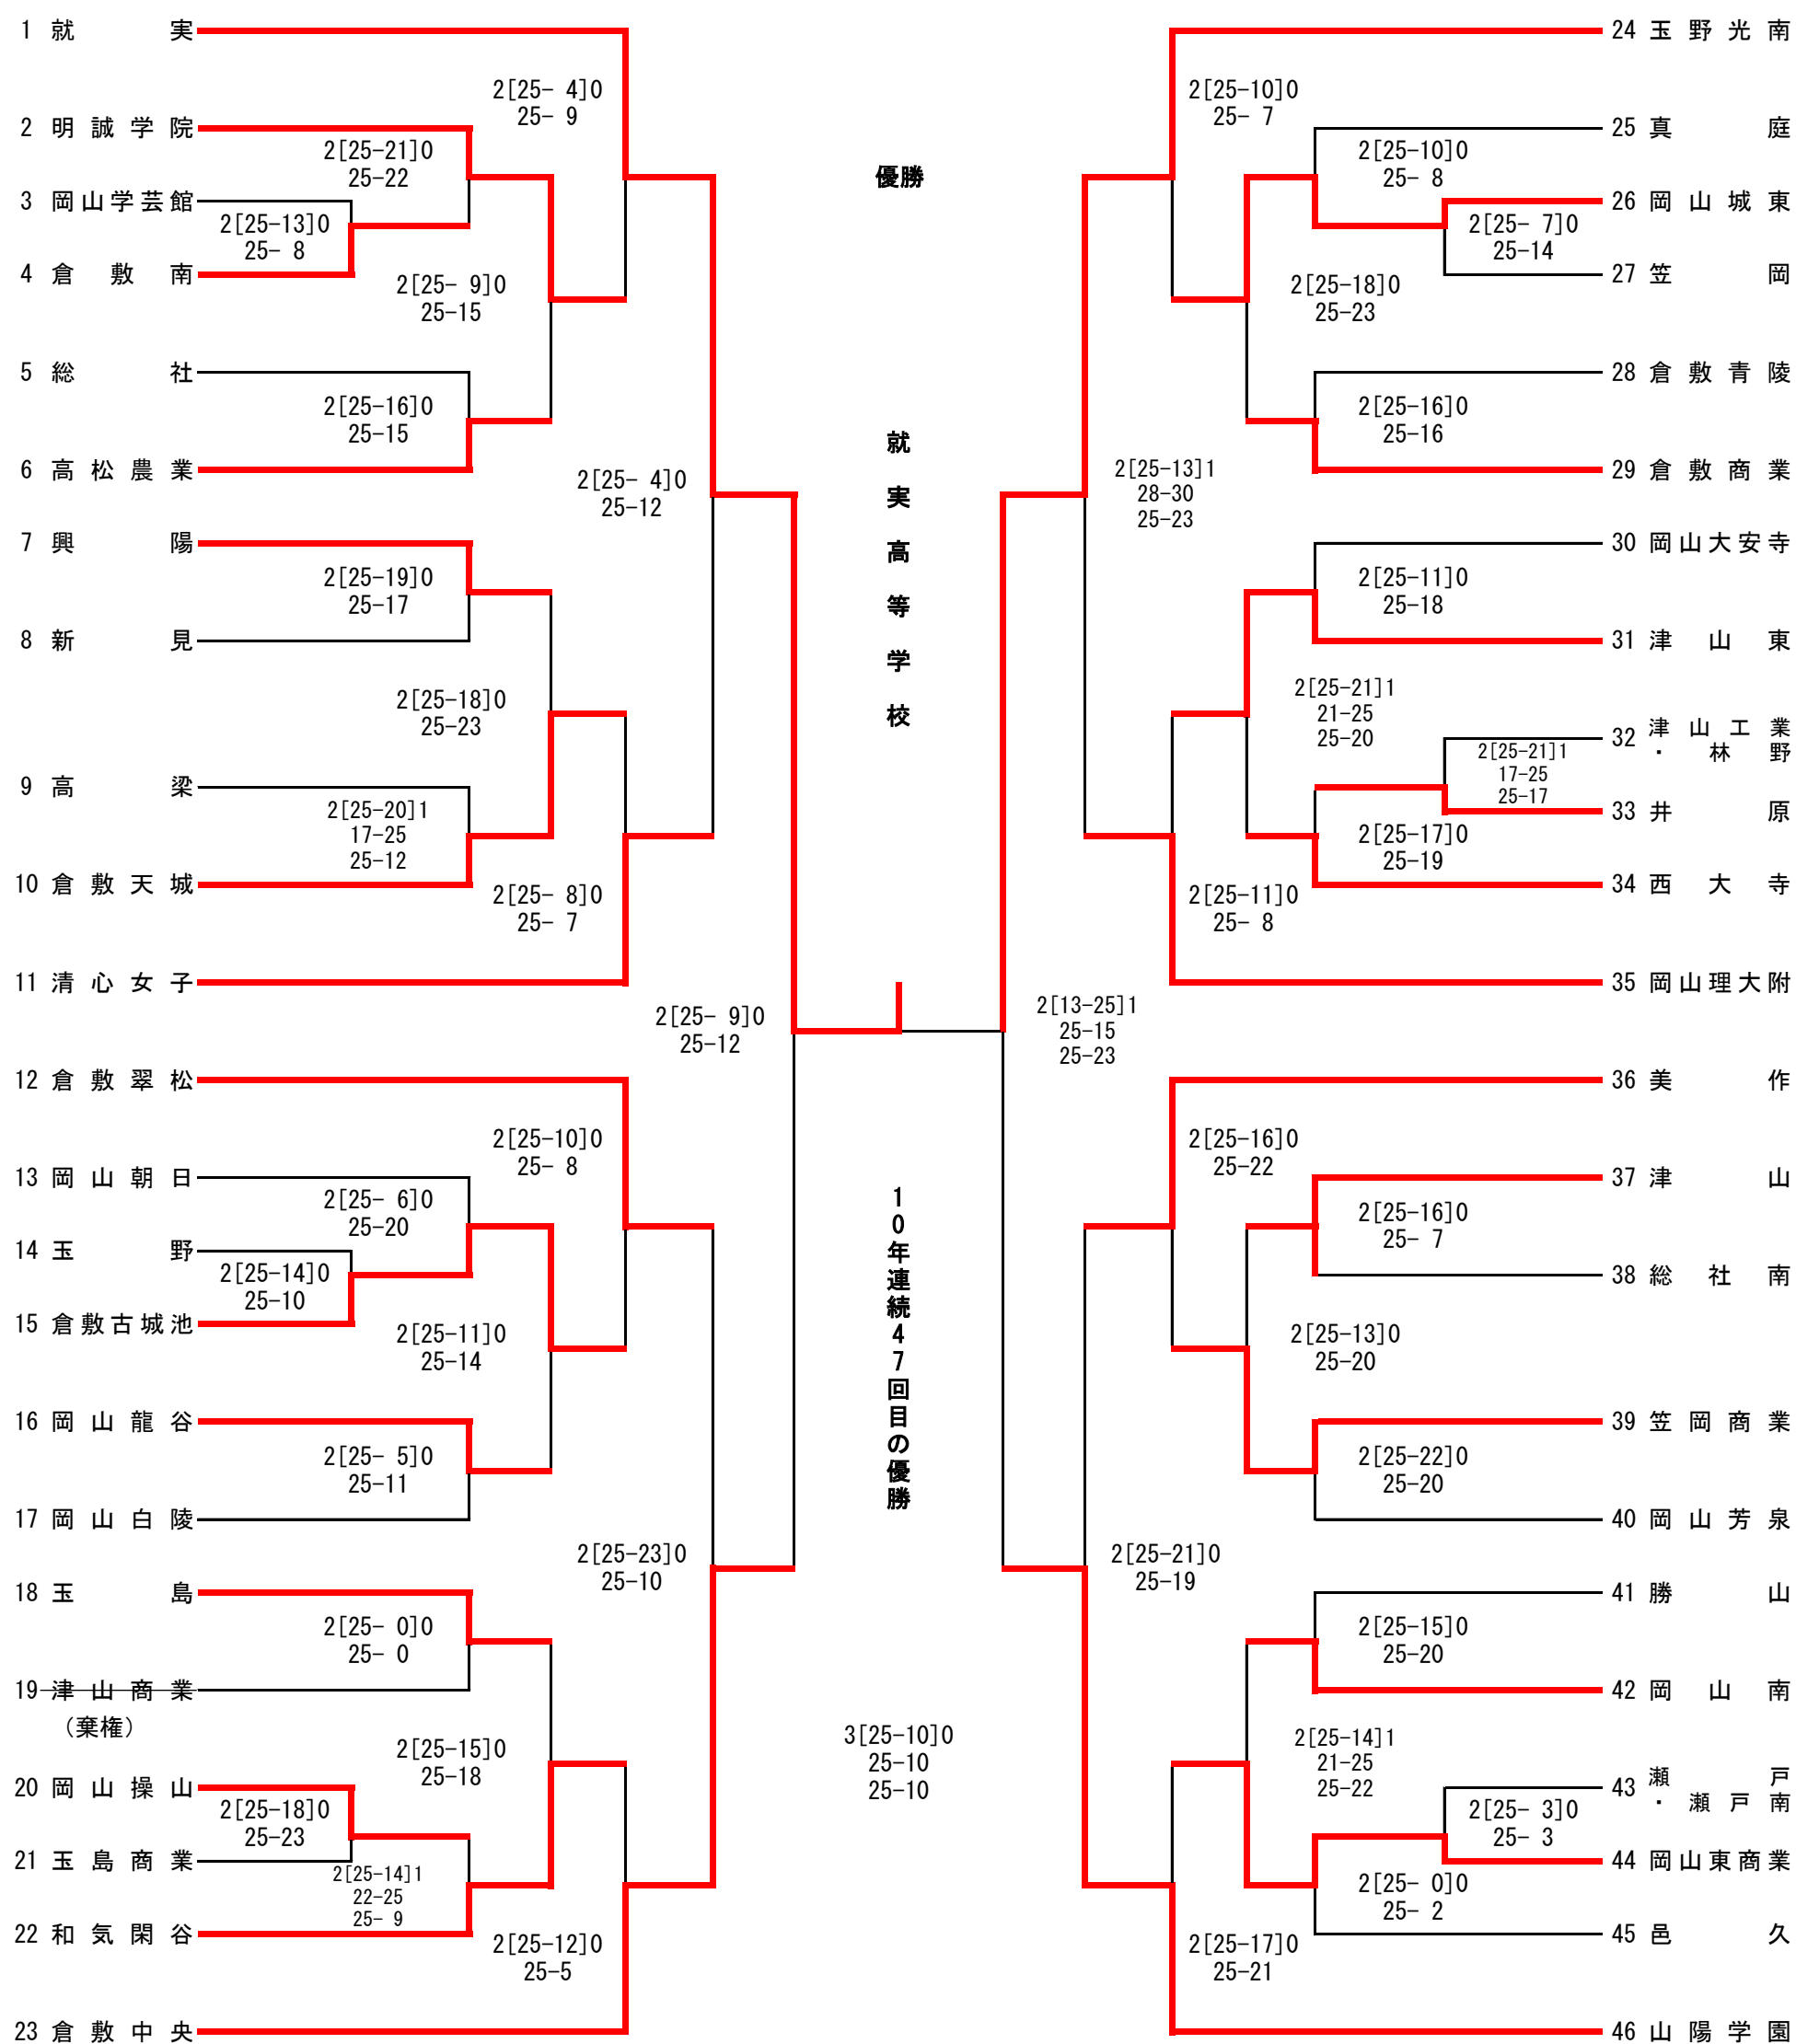 1 就実
2[25- 4]0
25- 9
2 明誠学院
2[25-21]0
25-22
3 岡山学芸館
2[25-13]0
25- 8
4 倉敷南
2[25- 9]0
25-15
5 総社
2[25-16]0
25-15
6 高松農業
2[25- 4]0
25-12
7 興陽
2[25-19]0
25-17
8 新見
2[25-18]0
25-23
9 高梁
2[25-20]1
17-25
25-12
10 倉敷天城
2[25- 8]0
25- 7
11 清心女子
2[25- 9]0
25-12
12 倉敷翠松
2[25-10]0
25- 8
13 岡山朝日
2[25- 6]0
25-20
14 玉野
2[25-14]0
25-10
15 倉敷古城池
2[25-11]0
25-14
16 岡山龍谷
2[25- 5]0
25-11
17 岡山白陵
2[25-23]0
25-10
18 玉島
2[25- 0]0
25- 0
19 津山商業
(棄権)
2[25-15]0
25-18
20 岡山操山
2[25-18]0
25-23
21 玉島商業
2[25-14]1
22-25
25- 9
22 和気閑谷
2[25-12]0
25-5
23 倉敷中央
優勝
就実高等学校
10年連続47回目の優勝
3[25-10]0
25-10
25-10
24 玉野光南
2[25-10]0
25- 7
25 真庭
2[25-10]0
25- 8
26 岡山城東
2[25- 7]0
25-14
27 笠岡
2[25-18]0
25-23
28 倉敷青陵
2[25-16]0
25-16
29 倉敷商業
2[25-13]1
28-30
25-23
30 岡山大安寺
2[25-11]0
25-18
31 津山東
2[25-21]1
21-25
25-20
32 津山工業
・林野
2[25-21]1
17-25
25-17
33 井原
2[25-17]0
25-19
34 西大寺
2[25-11]0
25- 8
35 岡山理大附
2[13-25]1
25-15
25-23
36 美作
2[25-16]0
25-22
37 津山
2[25-16]0
25- 7
38 総社南
2[25-13]0
25-20
39 笠岡商業
2[25-22]0
25-20
40 岡山芳泉
2[25-21]0
25-19
41 勝山
2[25-15]0
25-20
42 岡山南
2[25-14]1
21-25
25-22
43 瀬戸
・瀬戸南
2[25- 3]0
25- 3
44 岡山東商業
2[25- 0]0
25- 2
45 邑久
2[25-17]0
25-21
46 山陽学園